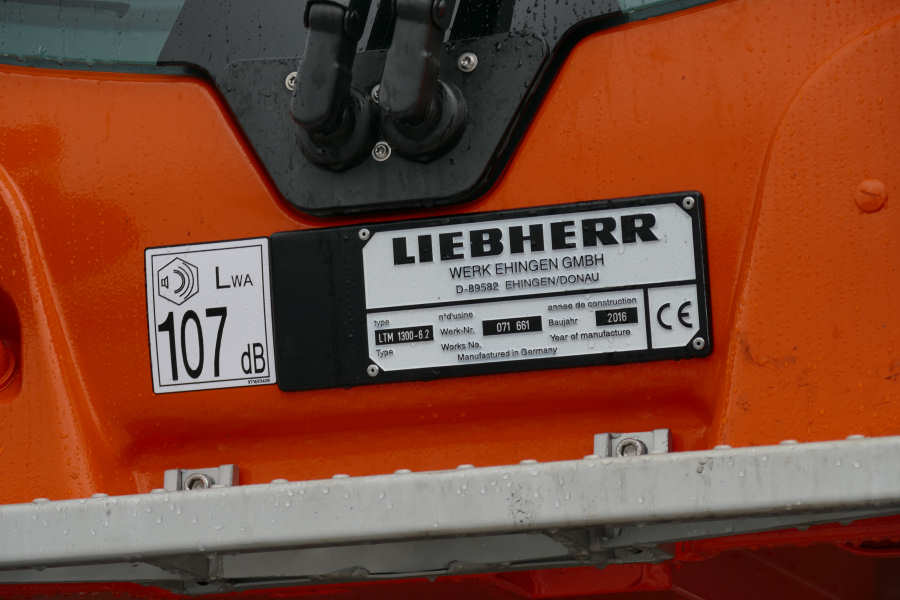 LWA
107 dB
LIEBHERR
WERK EHINGEN GMBH
D-89582 EHINGEN/DONAU
type
LTM 1300-6.2
Type
n°d'usine
Werk-Nr.
071 661
Works No.
année de construction
Baujahr
2016
Year of manufacture
Manufactured in Germany
CE